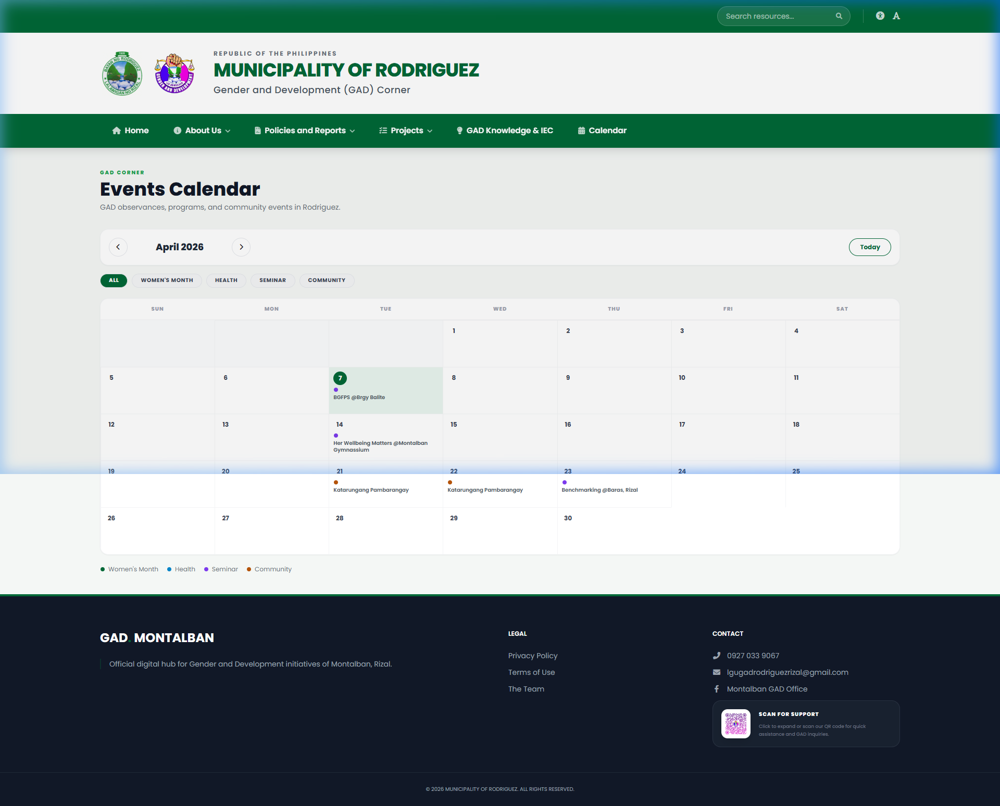 Search resources...
A
1909
BAYAN NG RODRIGUEZ
LALAWIGAN NG RIZAL
GENDER AND DEVELOPMENT
REPUBLIC OF THE PHILIPPINES
MUNICIPALITY OF RODRIGUEZ
Gender and Development (GAD) Corner
Home About Us Policies and Reports Projects GAD Knowledge & IEC Calendar
GAD CORNER
Events Calendar
GAD observances, programs, and community events in Rodriguez.
April 2026
Today
ALL WOMEN'S MONTH HEALTH SEMINAR COMMUNITY
SUN MON TUE WED THU FRI SAT
1 2 3 4
5 6 7 8 9 10 11
BGFPS @Brgy Balite
12 13 14 15 16 17 18
Her Wellbeing Matters @Montalban
Gymnassium
19 20 21 22 23 24 25
Katarungang Pambarangay Katarungang Pambarangay Benchmarking @Baras, Rizal
26 27 28 29 30
Women's Month Health Seminar Community
GAD. MONTALBAN
Official digital hub for Gender and Development initiatives of Montalban, Rizal.
LEGAL
Privacy Policy
Terms of Use
The Team
CONTACT
0927 033 9067
lgugadrodriguezrizal@gmail.com
Montalban GAD Office
SCAN FOR SUPPORT
Click to expand or scan our QR code for quick
assistance and GAD inquiries.
© 2026 MUNICIPALITY OF RODRIGUEZ. ALL RIGHTS RESERVED.